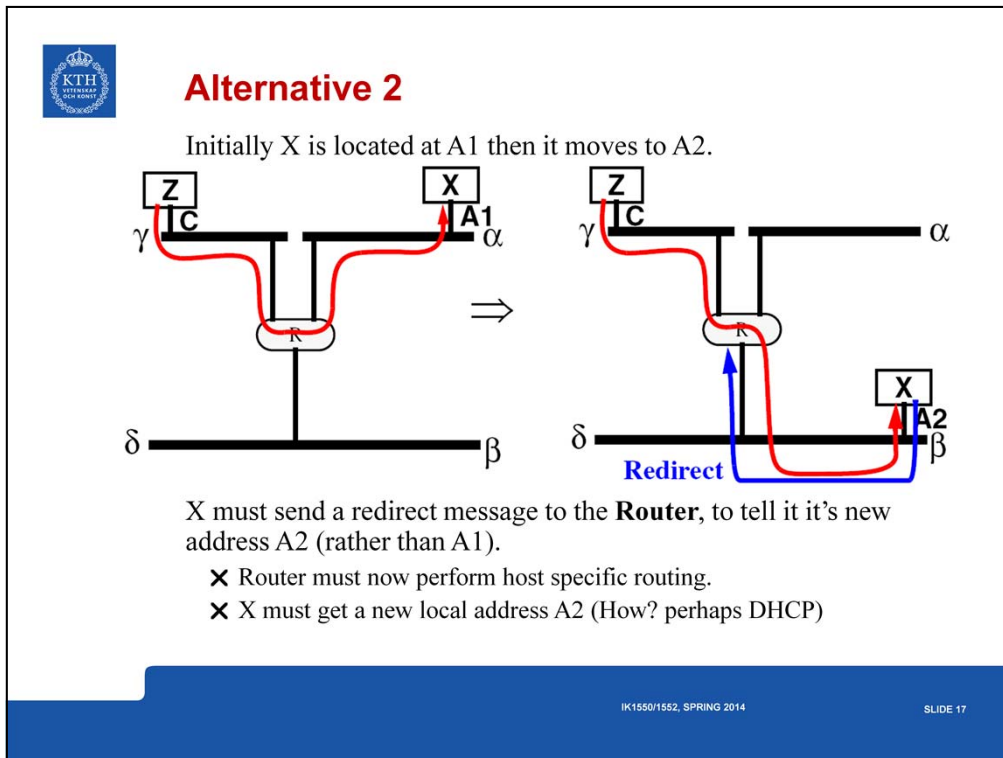 KTH
VETENSKAP
OCH KONST
Alternative 2
Initially X is located at A1 then it moves to A2.
Z
C
γ
X
A1
α
R
δ
β
⇒
Z
C
γ
α
R
X
A2
δ
β
Redirect
X must send a redirect message to the Router, to tell it it's new
address A2 (rather than A1).
✕ Router must now perform host specific routing.
✕ X must get a new local address A2 (How? perhaps DHCP)
IK1550/1552, SPRING 2014
SLIDE 17